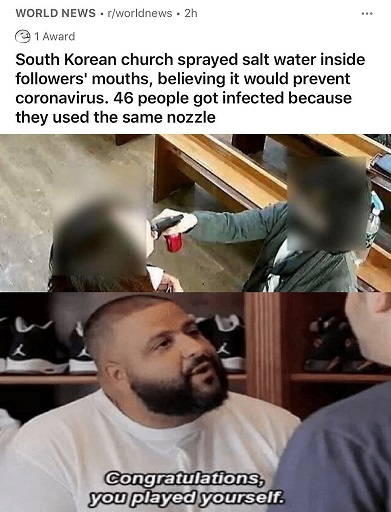 WORLD NEWS • r/worldnews • 2h ...
1 Award
South Korean church sprayed salt water inside
followers' mouths, believing it would prevent
coronavirus. 46 people got infected because
they used the same nozzle
Congratulations,
you played yourself.